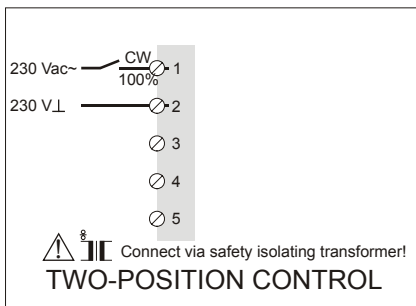 CW
230 Vac~ 1
100%
230 V⊥ 2
3
4
5
Connect via safety isolating transformer!
TWO-POSITION CONTROL